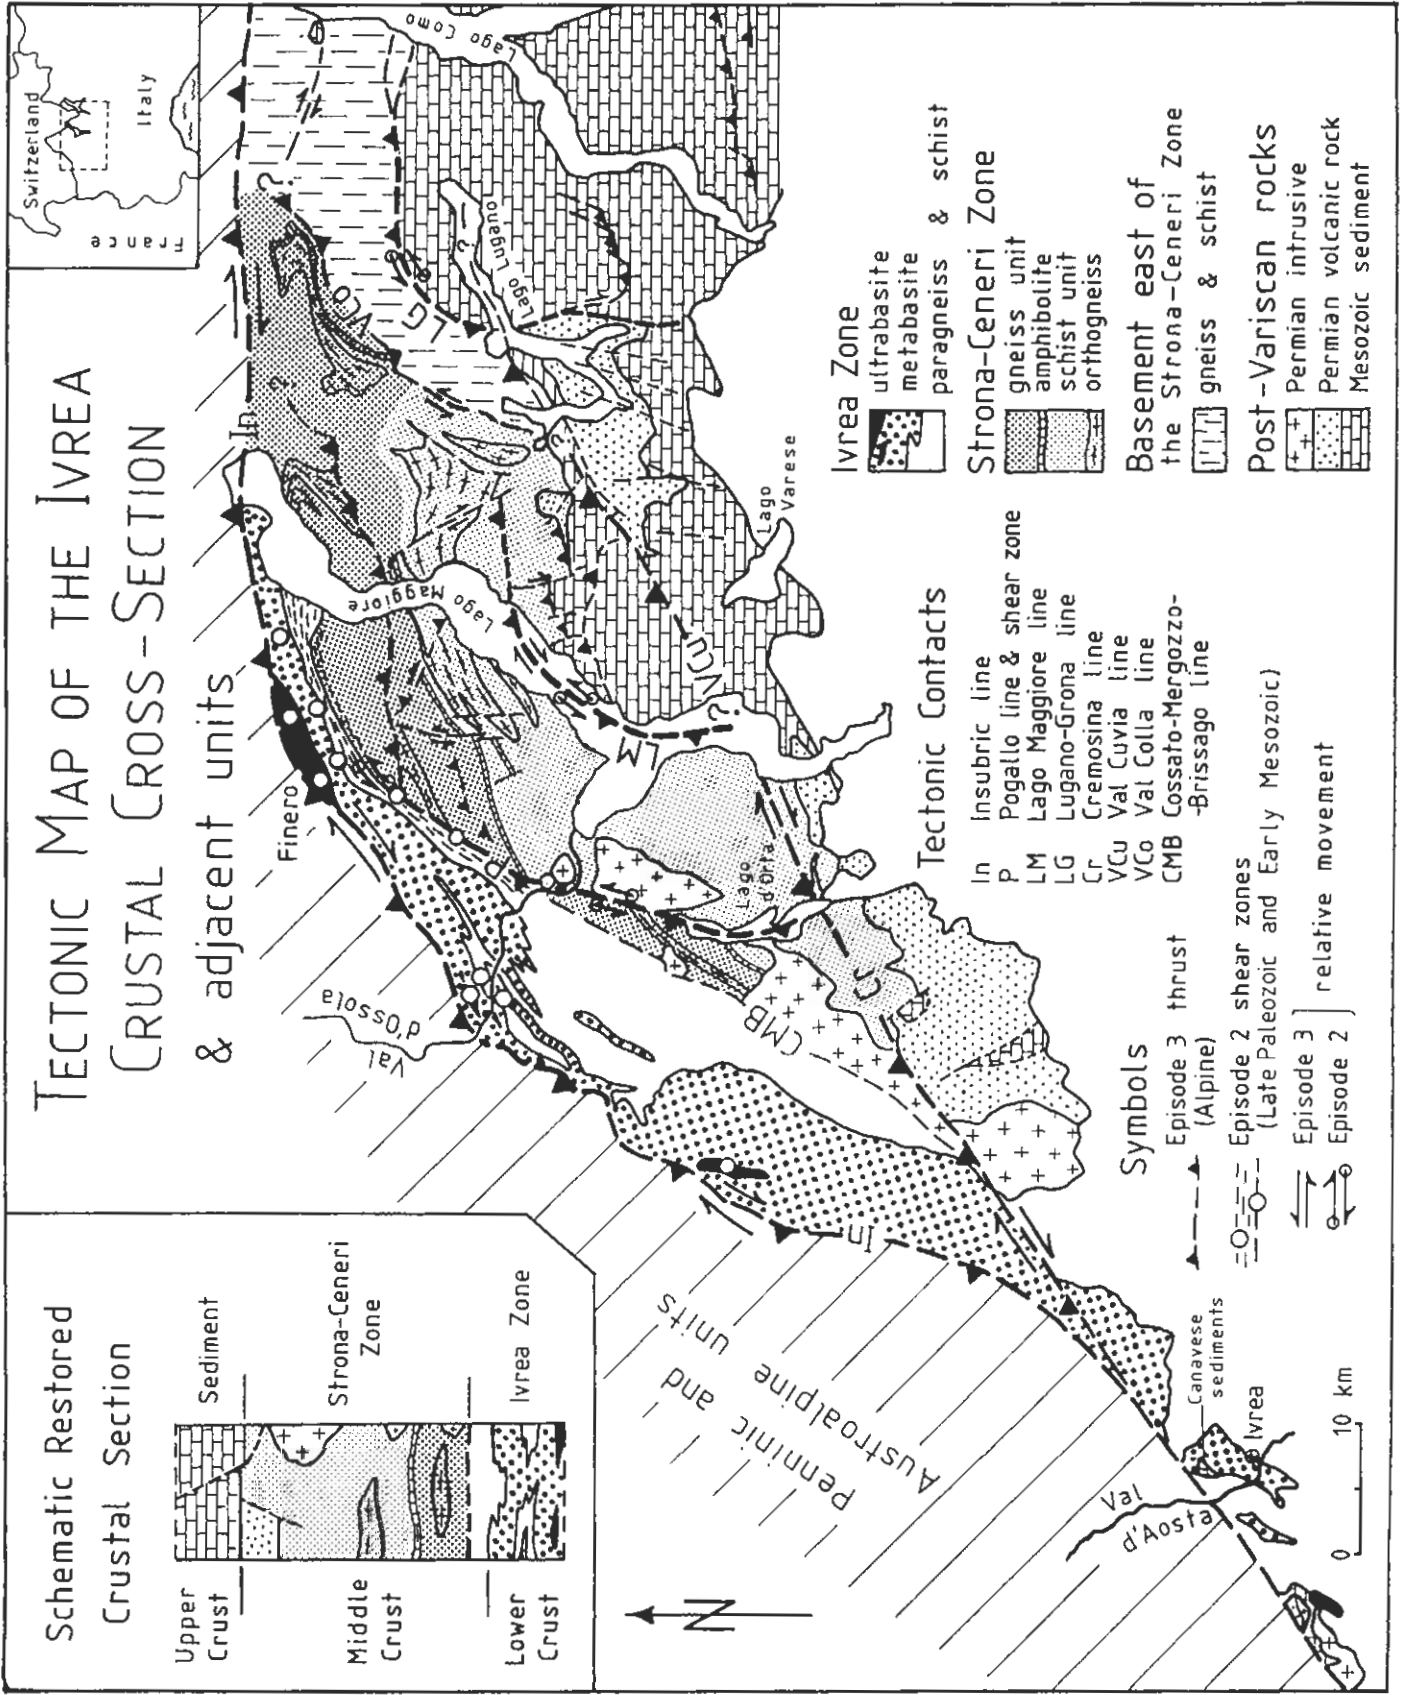 TECTONIC MAP OF THE IVREA
CRUSTAL CROSS-SECTION
& adjacent units
Schematic Restored
Crustal Section
Upper
Crust
Middle
Crust
Lower
Crust
Sediment
Strona-Ceneri
Zone
Ivrea Zone
Switzerland
France
Italy
Finero
Val
d'Ossola
In
In
VCO
LG
LM
VCU
?
?
?
?
CMB
Cr
P
Lago Maggiore
Lago Lugano
Lago Como
Lago
Varese
Lago
d'Orta
Penninic and
Austroalpine units
Val
d'Aosta
Canavese
sediments
Ivrea
0
10 km
N
Tectonic Contacts
In Insubric line
P Pogallo line & shear zone
LM Lago Maggiore line
LG Lugano-Grona line
Cr Cremosina line
VCu Val Cuvia line
VCo Val Colla line
CMB Cossato-Mergozzo-
-Brissago line
Symbols
Episode 3 thrust
(Alpine)
Episode 2 shear zones
(Late Paleozoic and Early Mesozoic)
Episode 3
Episode 2
relative movement
Ivrea Zone
ultrabasite
metabasite
paragneiss & schist
Strona-Ceneri Zone
gneiss unit
amphibolite
schist unit
orthogneiss
Basement east of
the Strona-Ceneri Zone
gneiss & schist
Post-Variscan rocks
Permian intrusive
Permian volcanic rock
Mesozoic sediment